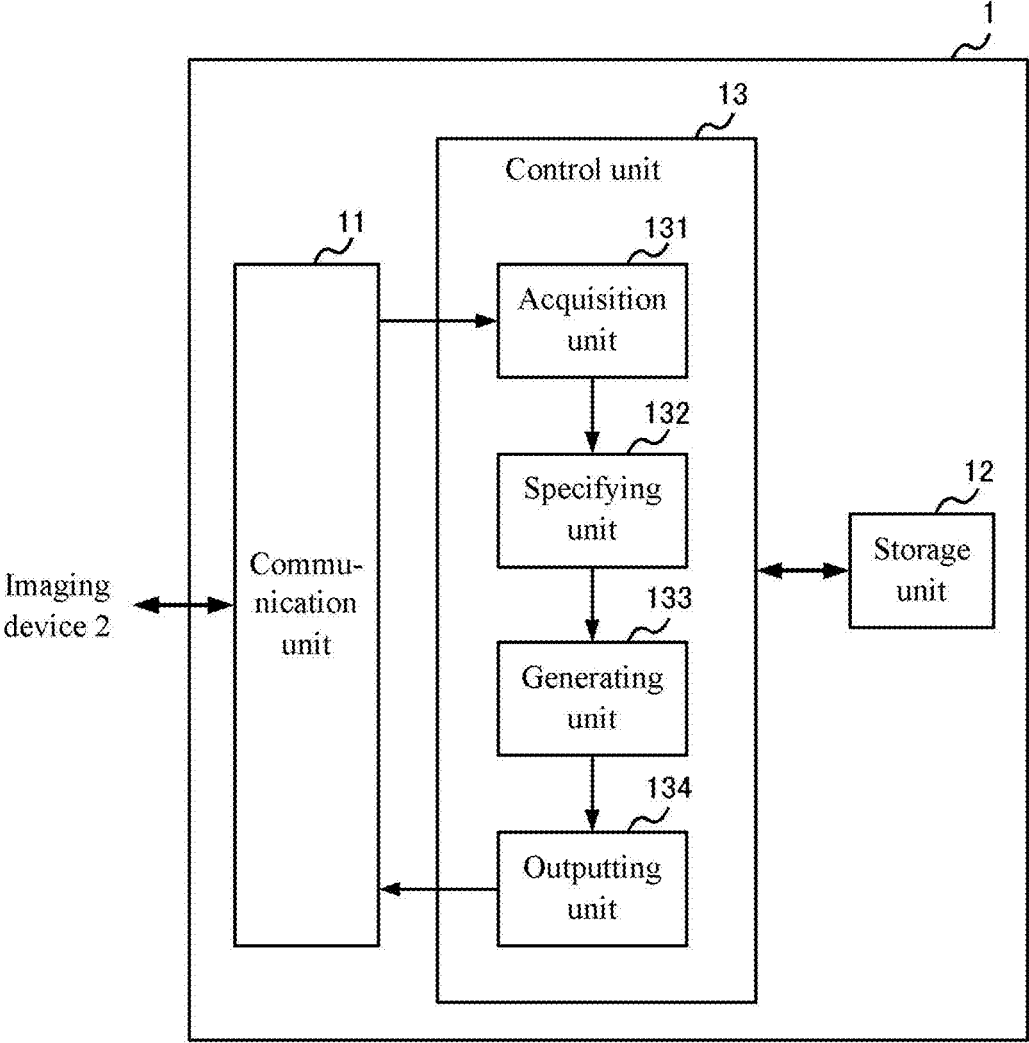 1
13
Control unit
11
131
Acquisition
unit
132
Specifying
unit
12
Storage
unit
Commu-
nication
unit
Imaging
device 2
133
Generating
unit
134
Outputting
unit